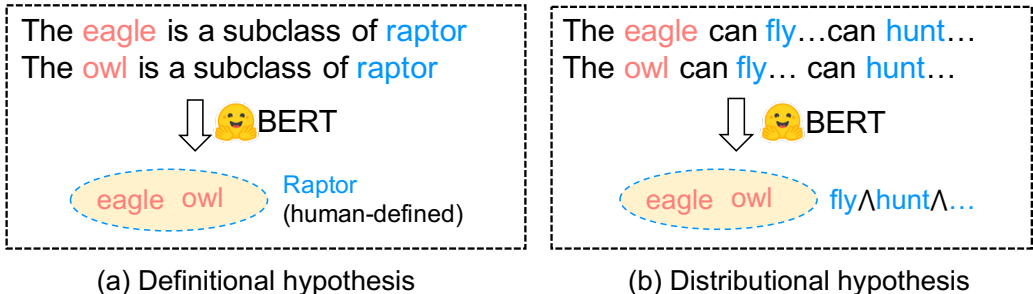 The eagle is a subclass of raptor
The owl is a subclass of raptor
BERT
eagle owl
Raptor
(human-defined)
(a) Definitional hypothesis
The eagle can fly…can hunt…
The owl can fly… can hunt…
BERT
eagle owl
fly⋀hunt⋀…
(b) Distributional hypothesis